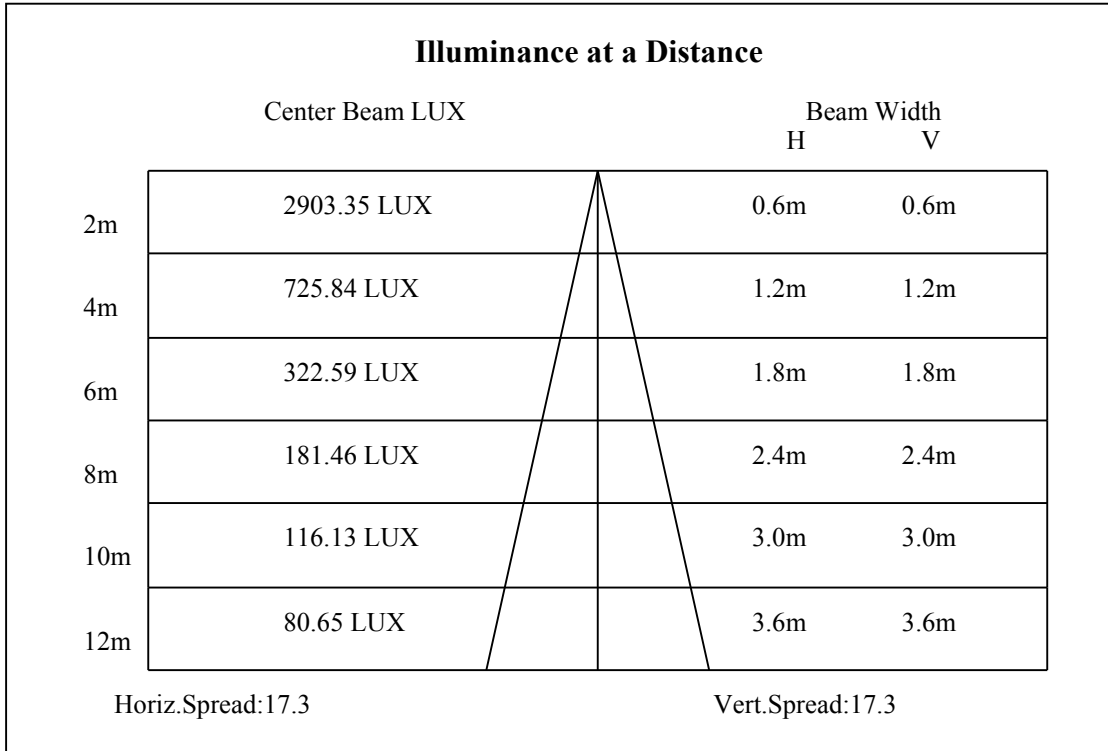 Illuminance at a Distance
Center Beam LUX Beam Width
H V
2m 2903.35 LUX 0.6m 0.6m
4m 725.84 LUX 1.2m 1.2m
6m 322.59 LUX 1.8m 1.8m
8m 181.46 LUX 2.4m 2.4m
10m 116.13 LUX 3.0m 3.0m
12m 80.65 LUX 3.6m 3.6m
Horiz.Spread:17.3 Vert.Spread:17.3